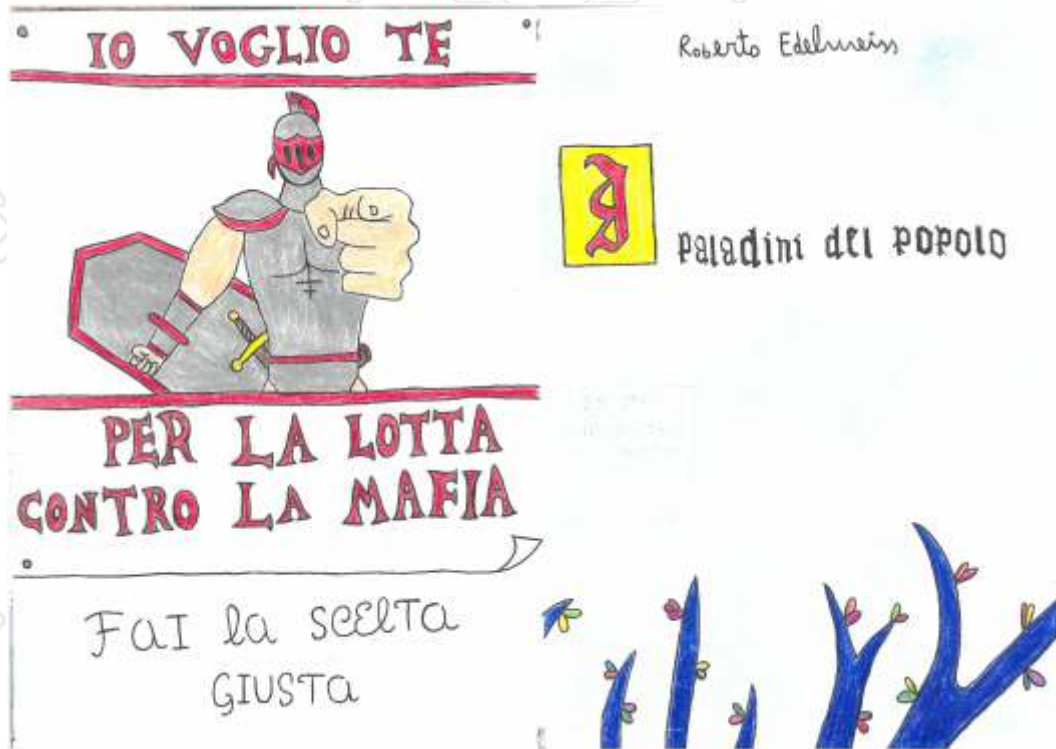 IO VOGLIO TE
PER LA LOTTA
CONTRO LA MAFIA
FAI la SCELTA
GIUSTA
Roberto Edelweiss
I
Paladini del POPOLO